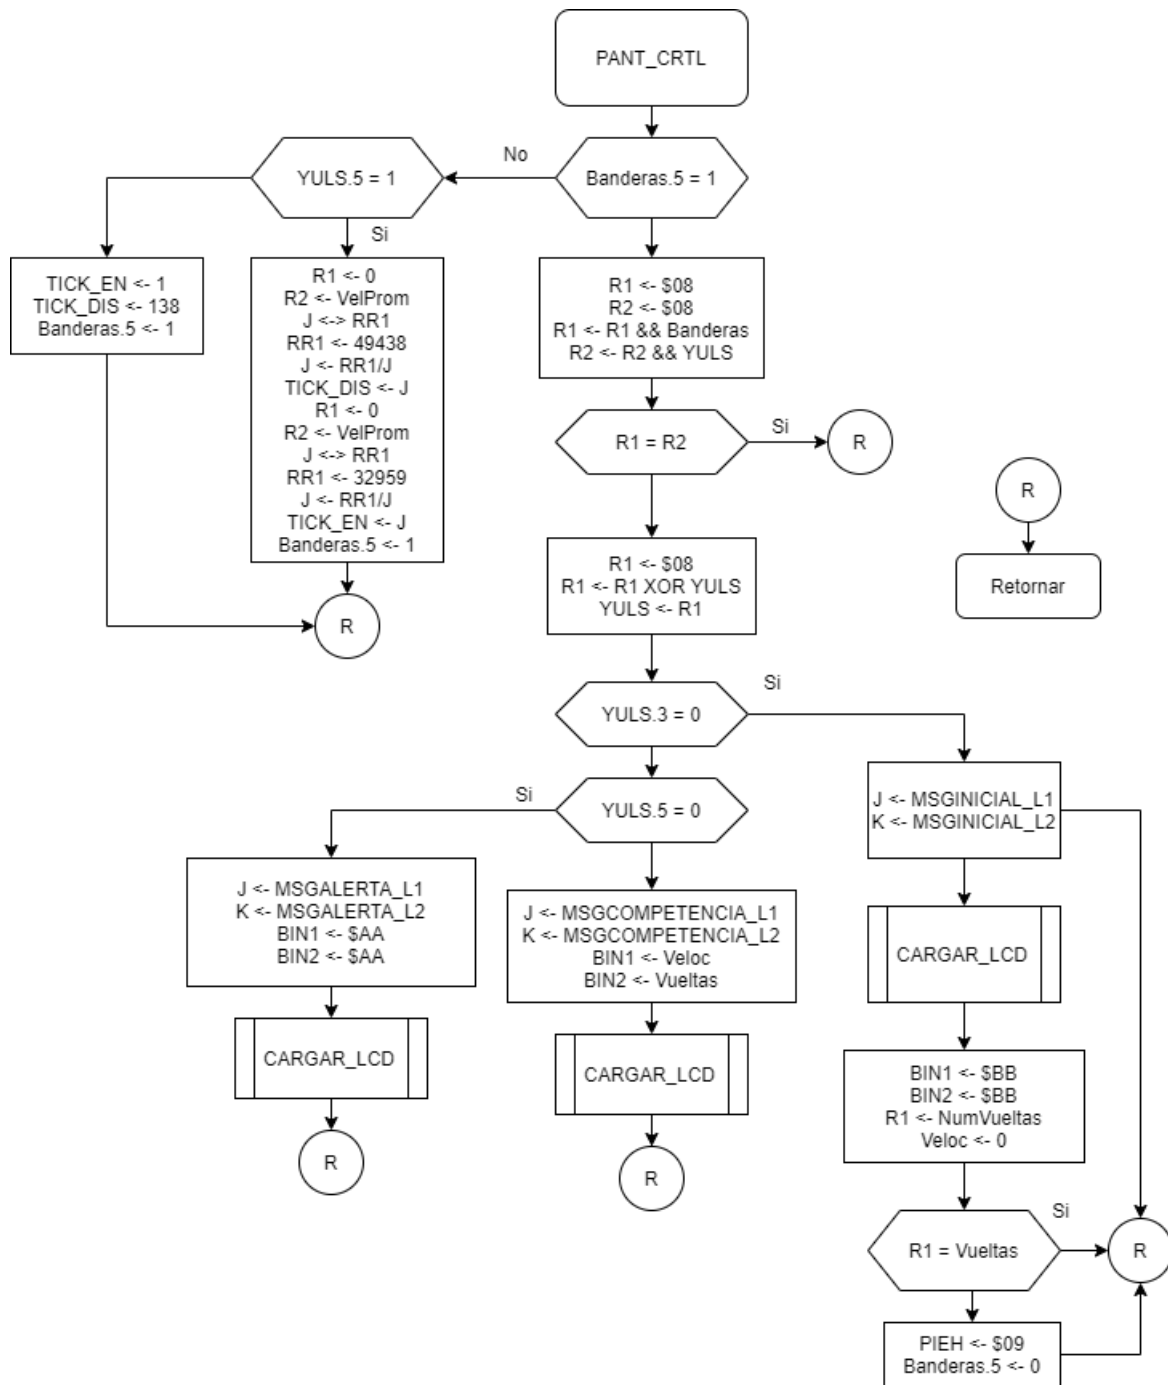 PANT_CRTL
Banderas.5 = 1
No
YULS.5 = 1
Si
TICK_EN <- 1
TICK_DIS <- 138
Banderas.5 <- 1
R1 <- 0
R2 <- VelProm
J <-> RR1
RR1 <- 49438
J <- RR1/J
TICK_DIS <- J
R1 <- 0
R2 <- VelProm
J <-> RR1
RR1 <- 32959
J <- RR1/J
TICK_EN <- J
Banderas.5 <- 1
R
R1 <- $08
R2 <- $08
R1 <- R1 && Banderas
R2 <- R2 && YULS
R1 = R2
Si
R
R
Retornar
R1 <- $08
R1 <- R1 XOR YULS
YULS <- R1
YULS.3 = 0
Si
YULS.5 = 0
Si
J <- MSGALERTA_L1
K <- MSGALERTA_L2
BIN1 <- $AA
BIN2 <- $AA
CARGAR_LCD
R
J <- MSGCOMPETENCIA_L1
K <- MSGCOMPETENCIA_L2
BIN1 <- Veloc
BIN2 <- Vueltas
CARGAR_LCD
R
J <- MSGINICIAL_L1
K <- MSGINICIAL_L2
CARGAR_LCD
BIN1 <- $BB
BIN2 <- $BB
R1 <- NumVueltas
Veloc <- 0
R1 = Vueltas
Si
R
PIEH <- $09
Banderas.5 <- 0